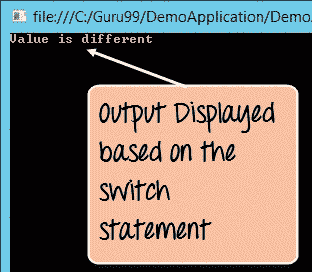 file:///C:/Guru99/DemoApplication/Demo.
Value is different
Output Displayed
based on the
switch
statement